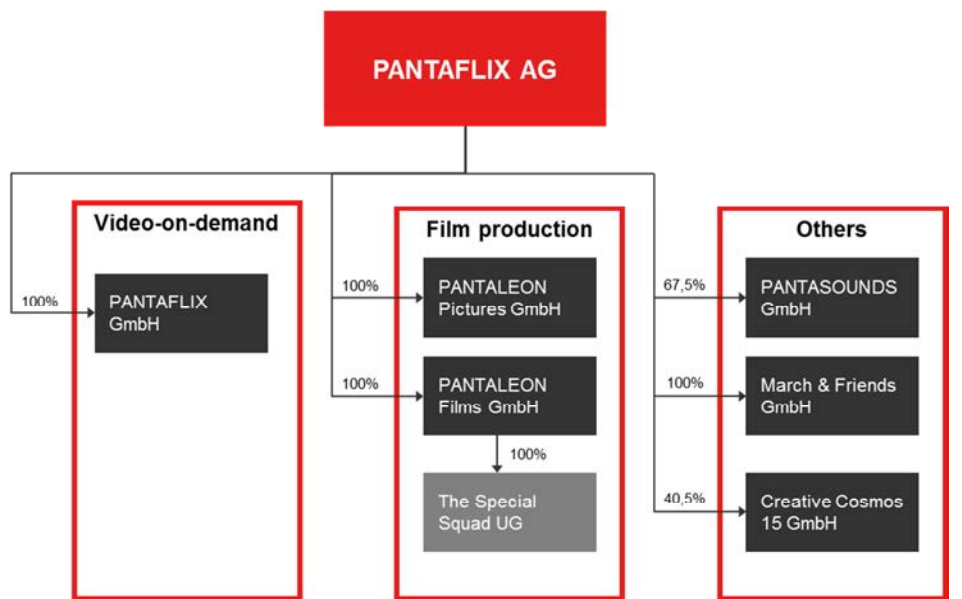 PANTAFLIX AG
Video-on-demand
100%
PANTAFLIX
GmbH
Film production
100%
PANTALEON
Pictures GmbH
100%
PANTALEON
Films GmbH
100%
The Special
Squad UG
Others
67,5%
PANTASOUNDS
GmbH
100%
March & Friends
GmbH
40,5%
Creative Cosmos
15 GmbH